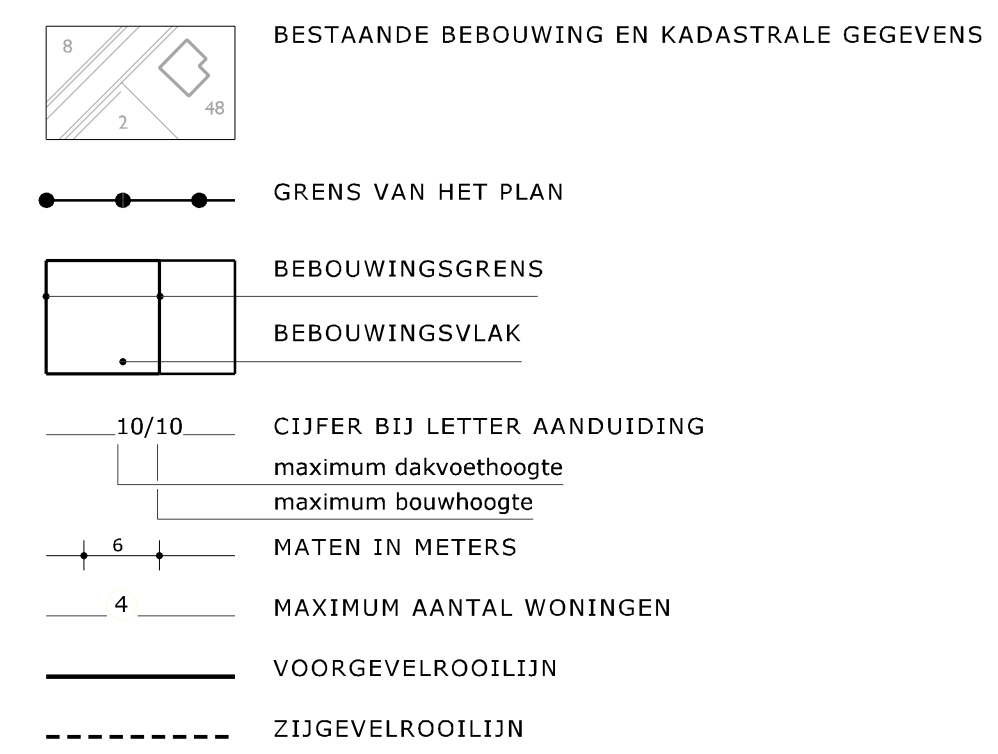 8
48
2
BESTAANDE BEBOUWING EN KADASTRALE GEGEVENS
GRENS VAN HET PLAN
BEBOUWINGSGRENS
BEBOUWINGSVLAK
10/10 CIJFER BIJ LETTER AANDUIDING
maximum dakvoethoogte
maximum bouwhoogte
6 MATEN IN METERS
4 MAXIMUM AANTAL WONINGEN
VOORGEVELROOILIJN
ZIJGEVELROOILIJN